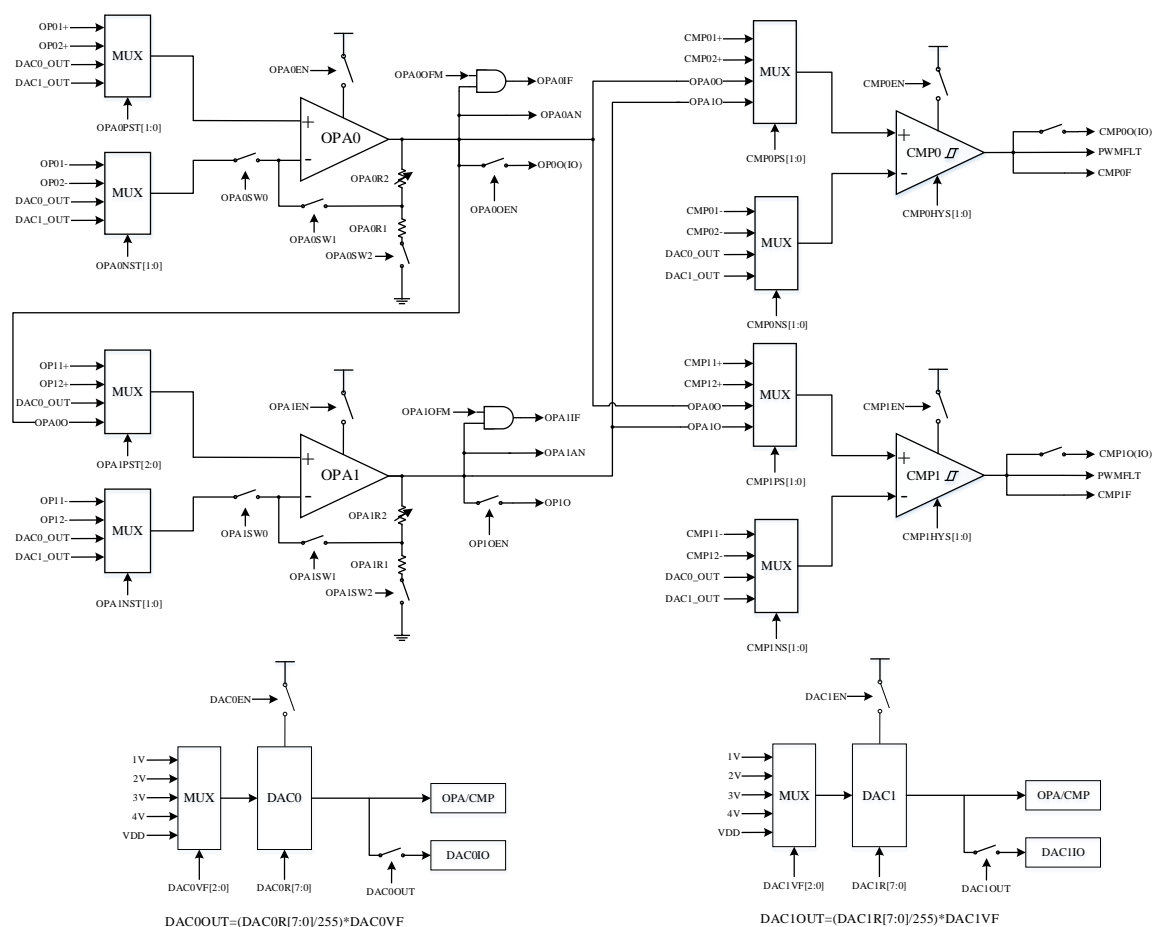 OP01+
OP02+
DAC0_OUT
DAC1_OUT
MUX
OPA0PST[1:0]
OP01-
OP02-
DAC0_OUT
DAC1_OUT
MUX
OPA0NST[1:0]
OPA0EN
OPA0
OPA0SW0
OPA0SW1
OPA0R2
OPA0R1
OPA0SW2
OPA0OFM
OPA0IF
OPA0AN
OP0O(IO)
OPA0OEN
CMP01+
CMP02+
OPA0O
OPA1O
MUX
CMP0PS[1:0]
CMP01-
CMP02-
DAC0_OUT
DAC1_OUT
MUX
CMP0NS[1:0]
CMP0EN
CMP0
CMP0HYS[1:0]
CMP0O(IO)
PWMFLT
CMP0F
OP11+
OP12+
DAC0_OUT
OPA0O
MUX
OPA1PST[2:0]
OP11-
OP12-
DAC0_OUT
DAC1_OUT
MUX
OPA1NST[1:0]
OPA1EN
OPA1
OPA1SW0
OPA1SW1
OPA1R2
OPA1R1
OPA1SW2
OPA1OFM
OPA1IF
OPA1AN
OP1O
OP1OEN
CMP11+
CMP12+
OPA0O
OPA1O
MUX
CMP1PS[1:0]
CMP11-
CMP12-
DAC0_OUT
DAC1_OUT
MUX
CMP1NS[1:0]
CMP1EN
CMP1
CMP1HYS[1:0]
CMP1O(IO)
PWMFLT
CMP1F
DAC0EN
1V
2V
3V
4V
VDD
MUX
DAC0
OPA/CMP
DAC0IO
DAC0VF[2:0]
DAC0R[7:0]
DAC0OUT
DAC0OUT=(DAC0R[7:0]/255)*DAC0VF
DAC1EN
1V
2V
3V
4V
VDD
MUX
DAC1
OPA/CMP
DAC1IO
DAC1VF[2:0]
DAC1R[7:0]
DAC1OUT
DAC1OUT=(DAC1R[7:0]/255)*DAC1VF